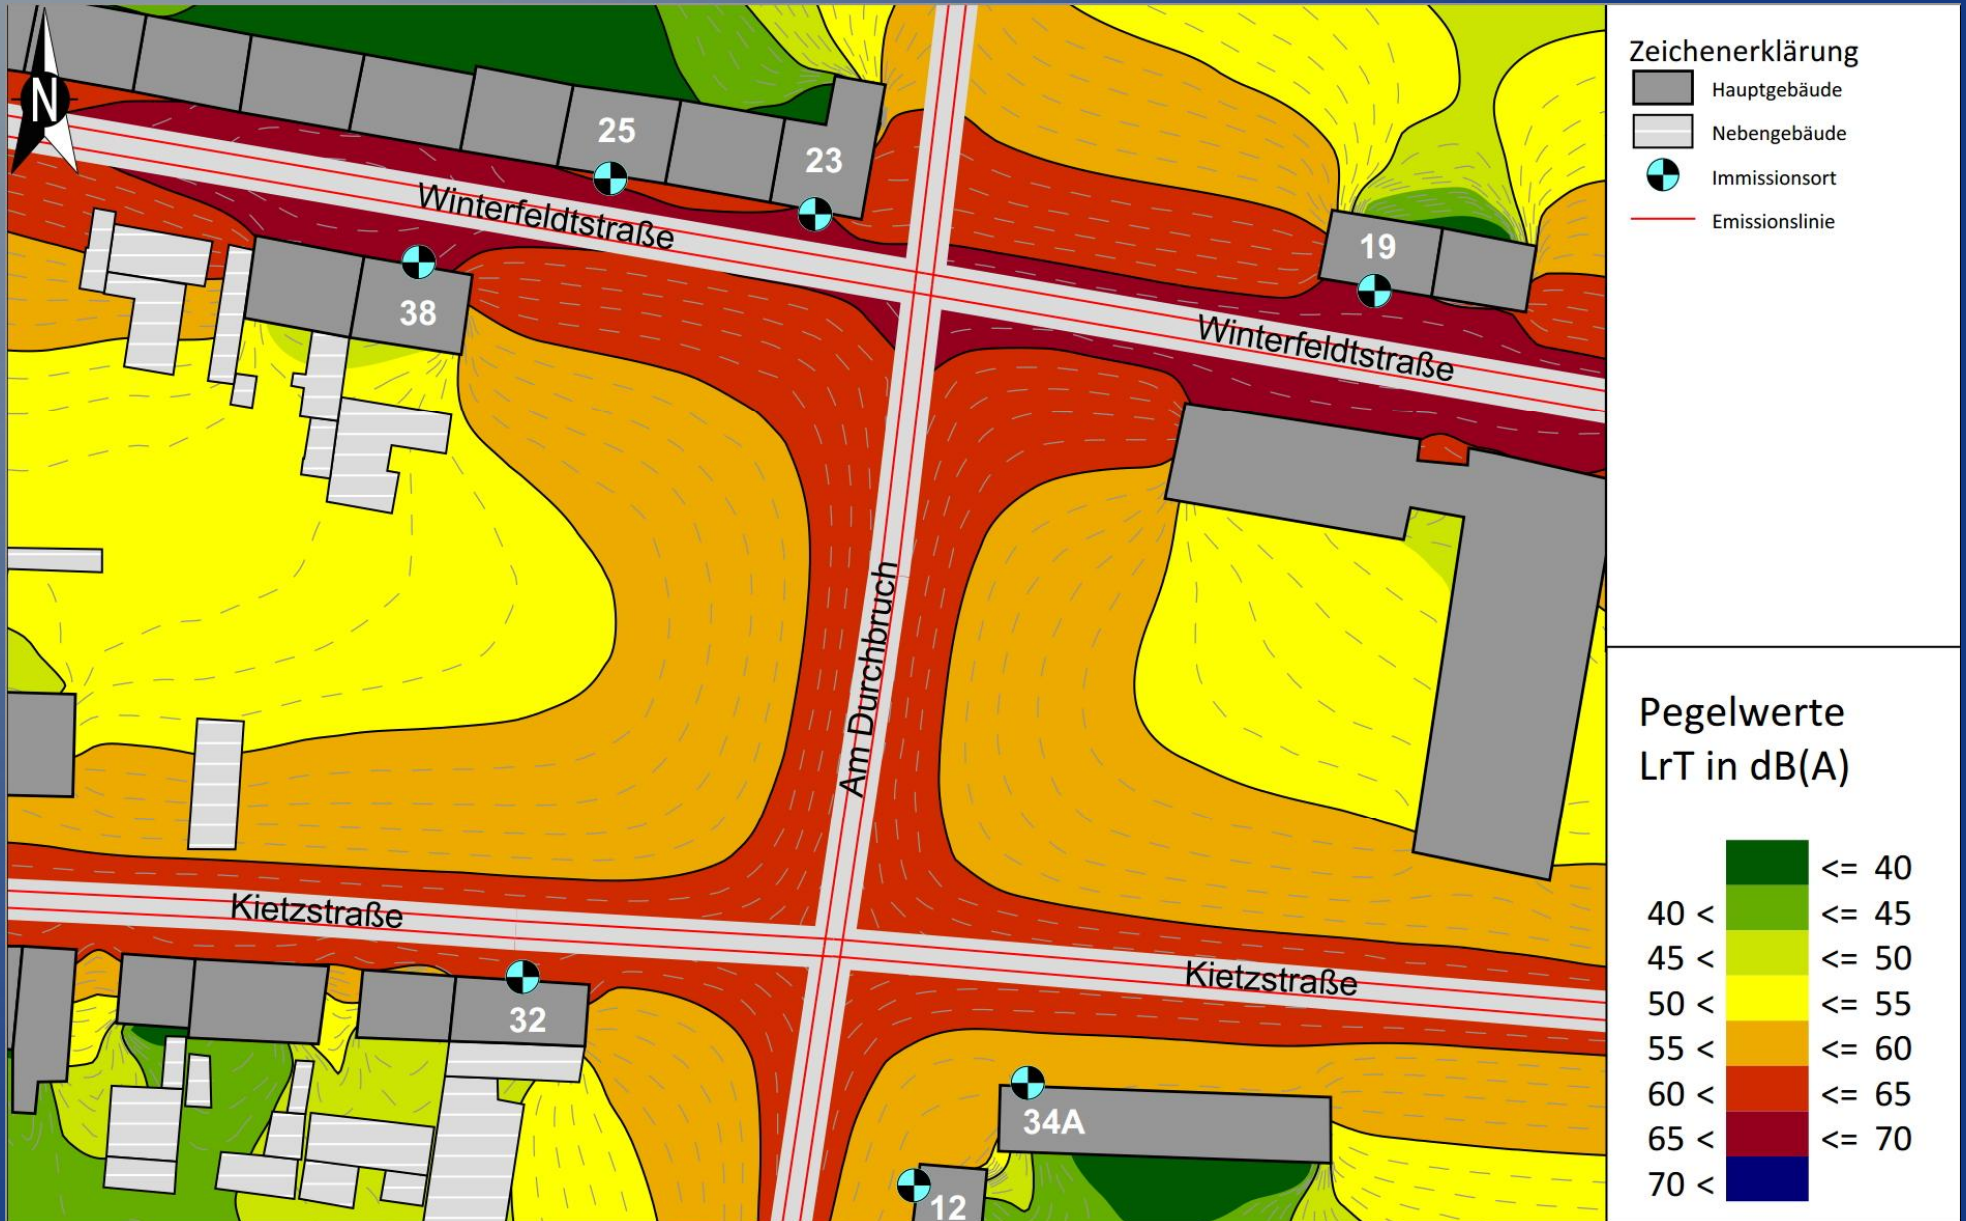 N
25
23
Winterfeldtstraße
19
38
Winterfeldtstraße
Am Durchbruch
Kietzstraße
Kietzstraße
32
34A
12
Zeichenerklärung
Hauptgebäude
Nebengebäude
Immissionsort
Emissionslinie
Pegelwerte
LrT in dB(A)
<= 40
40 < <= 45
45 < <= 50
50 < <= 55
55 < <= 60
60 < <= 65
65 < <= 70
70 <